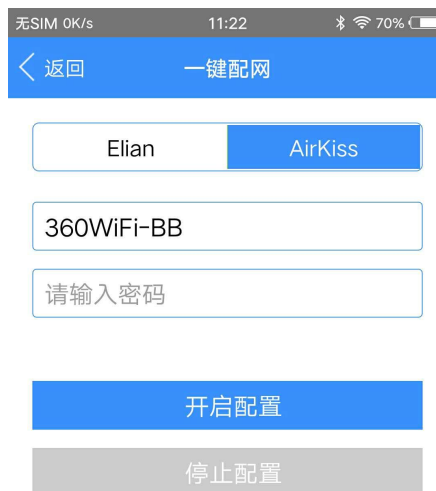 无SIM 0K/s 11:22 70%
返回 一键配网
Elian AirKiss
360WiFi-BB
请输入密码
开启配置
停止配置